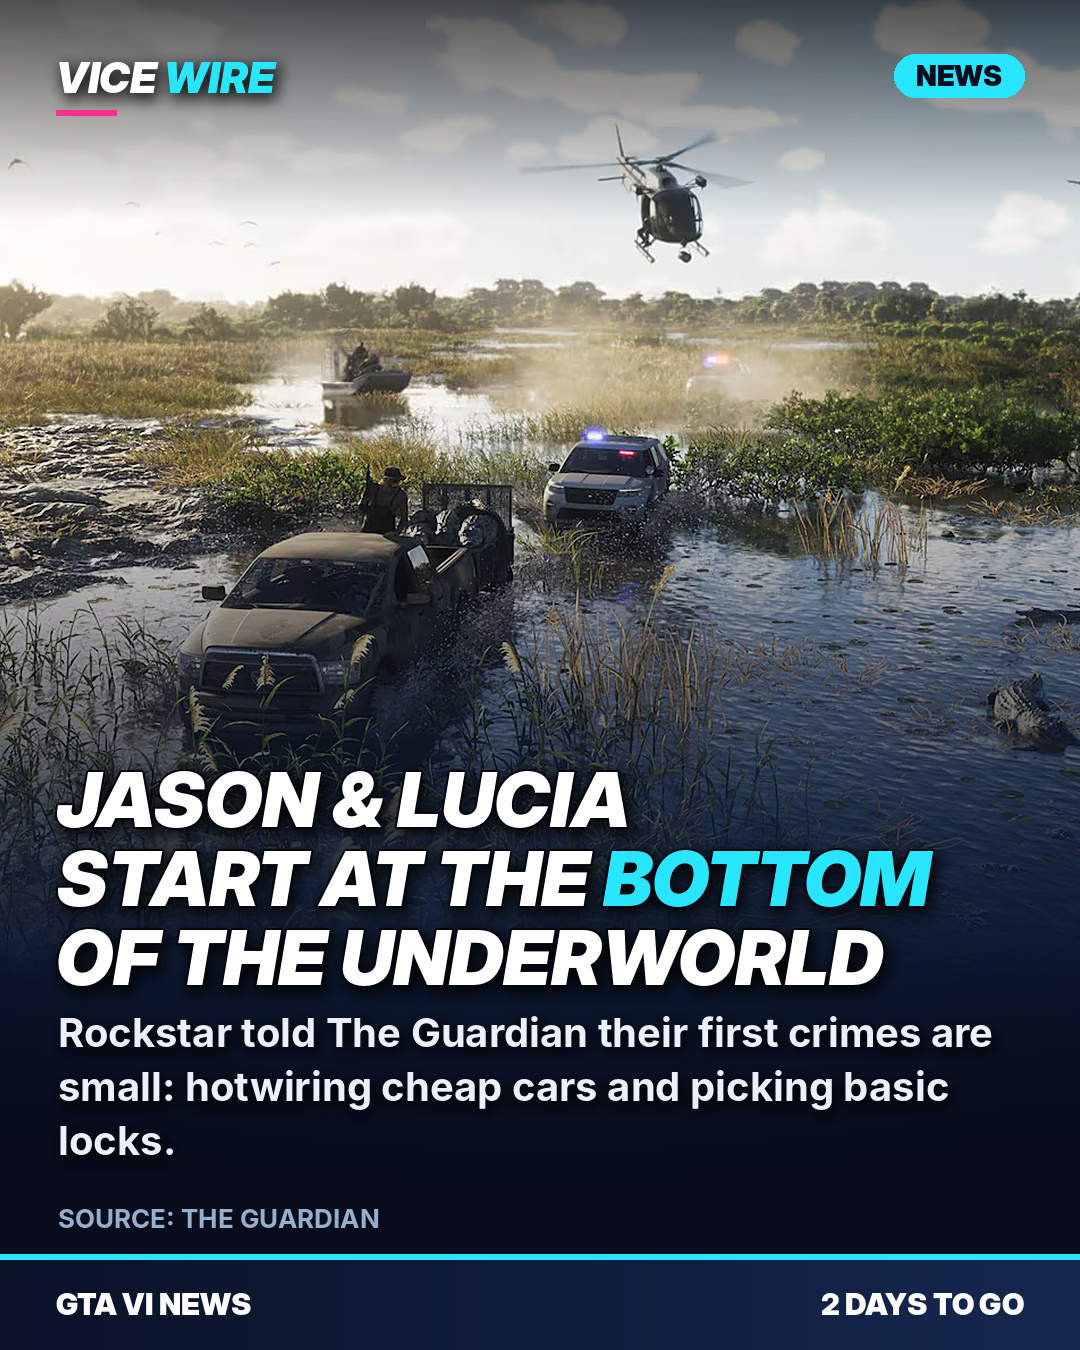 VICE WIRE
NEWS
JASON & LUCIA
START AT THE BOTTOM
OF THE UNDERWORLD
Rockstar told The Guardian their first crimes are
small: hotwiring cheap cars and picking basic
locks.
SOURCE: THE GUARDIAN
GTA VI NEWS
2 DAYS TO GO